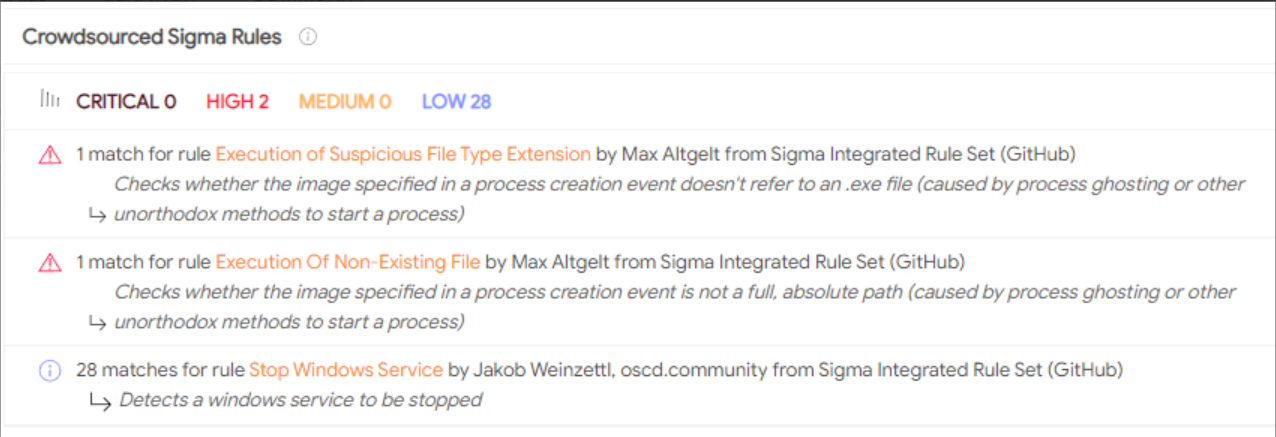 Crowdsourced Sigma Rules
CRITICAL 0 HIGH 2 MEDIUM 0 LOW 28
1 match for rule Execution of Suspicious File Type Extension by Max Altgelt from Sigma Integrated Rule Set (GitHub)
Checks whether the image specified in a process creation event doesn't refer to an .exe file (caused by process ghosting or other
↳ unorthodox methods to start a process)
1 match for rule Execution Of Non-Existing File by Max Altgelt from Sigma Integrated Rule Set (GitHub)
Checks whether the image specified in a process creation event is not a full, absolute path (caused by process ghosting or other
↳ unorthodox methods to start a process)
28 matches for rule Stop Windows Service by Jakob Weinzettl, oscd.community from Sigma Integrated Rule Set (GitHub)
↳ Detects a windows service to be stopped